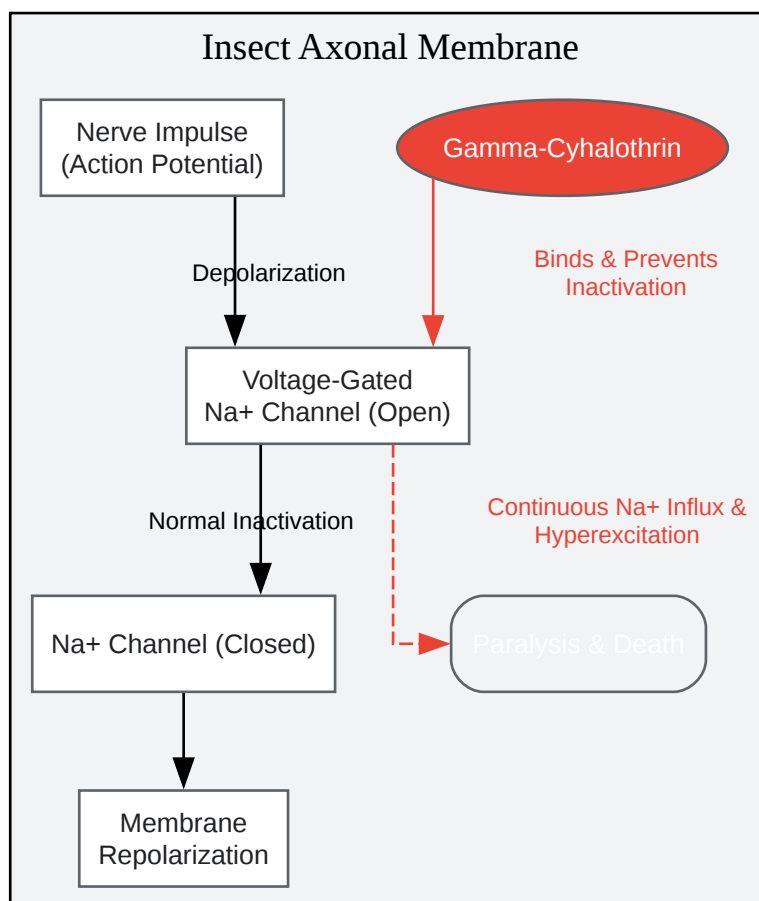 Insect Axonal Membrane
Nerve Impulse
(Action Potential)
Gamma-Cyhalothrin
Depolarization
Binds & Prevents
Inactivation
Voltage-Gated
Na+ Channel (Open)
Normal Inactivation
Continuous Na+ Influx &
Hyperexcitation
Na+ Channel (Closed)
Paralysis & Death
Membrane
Repolarization